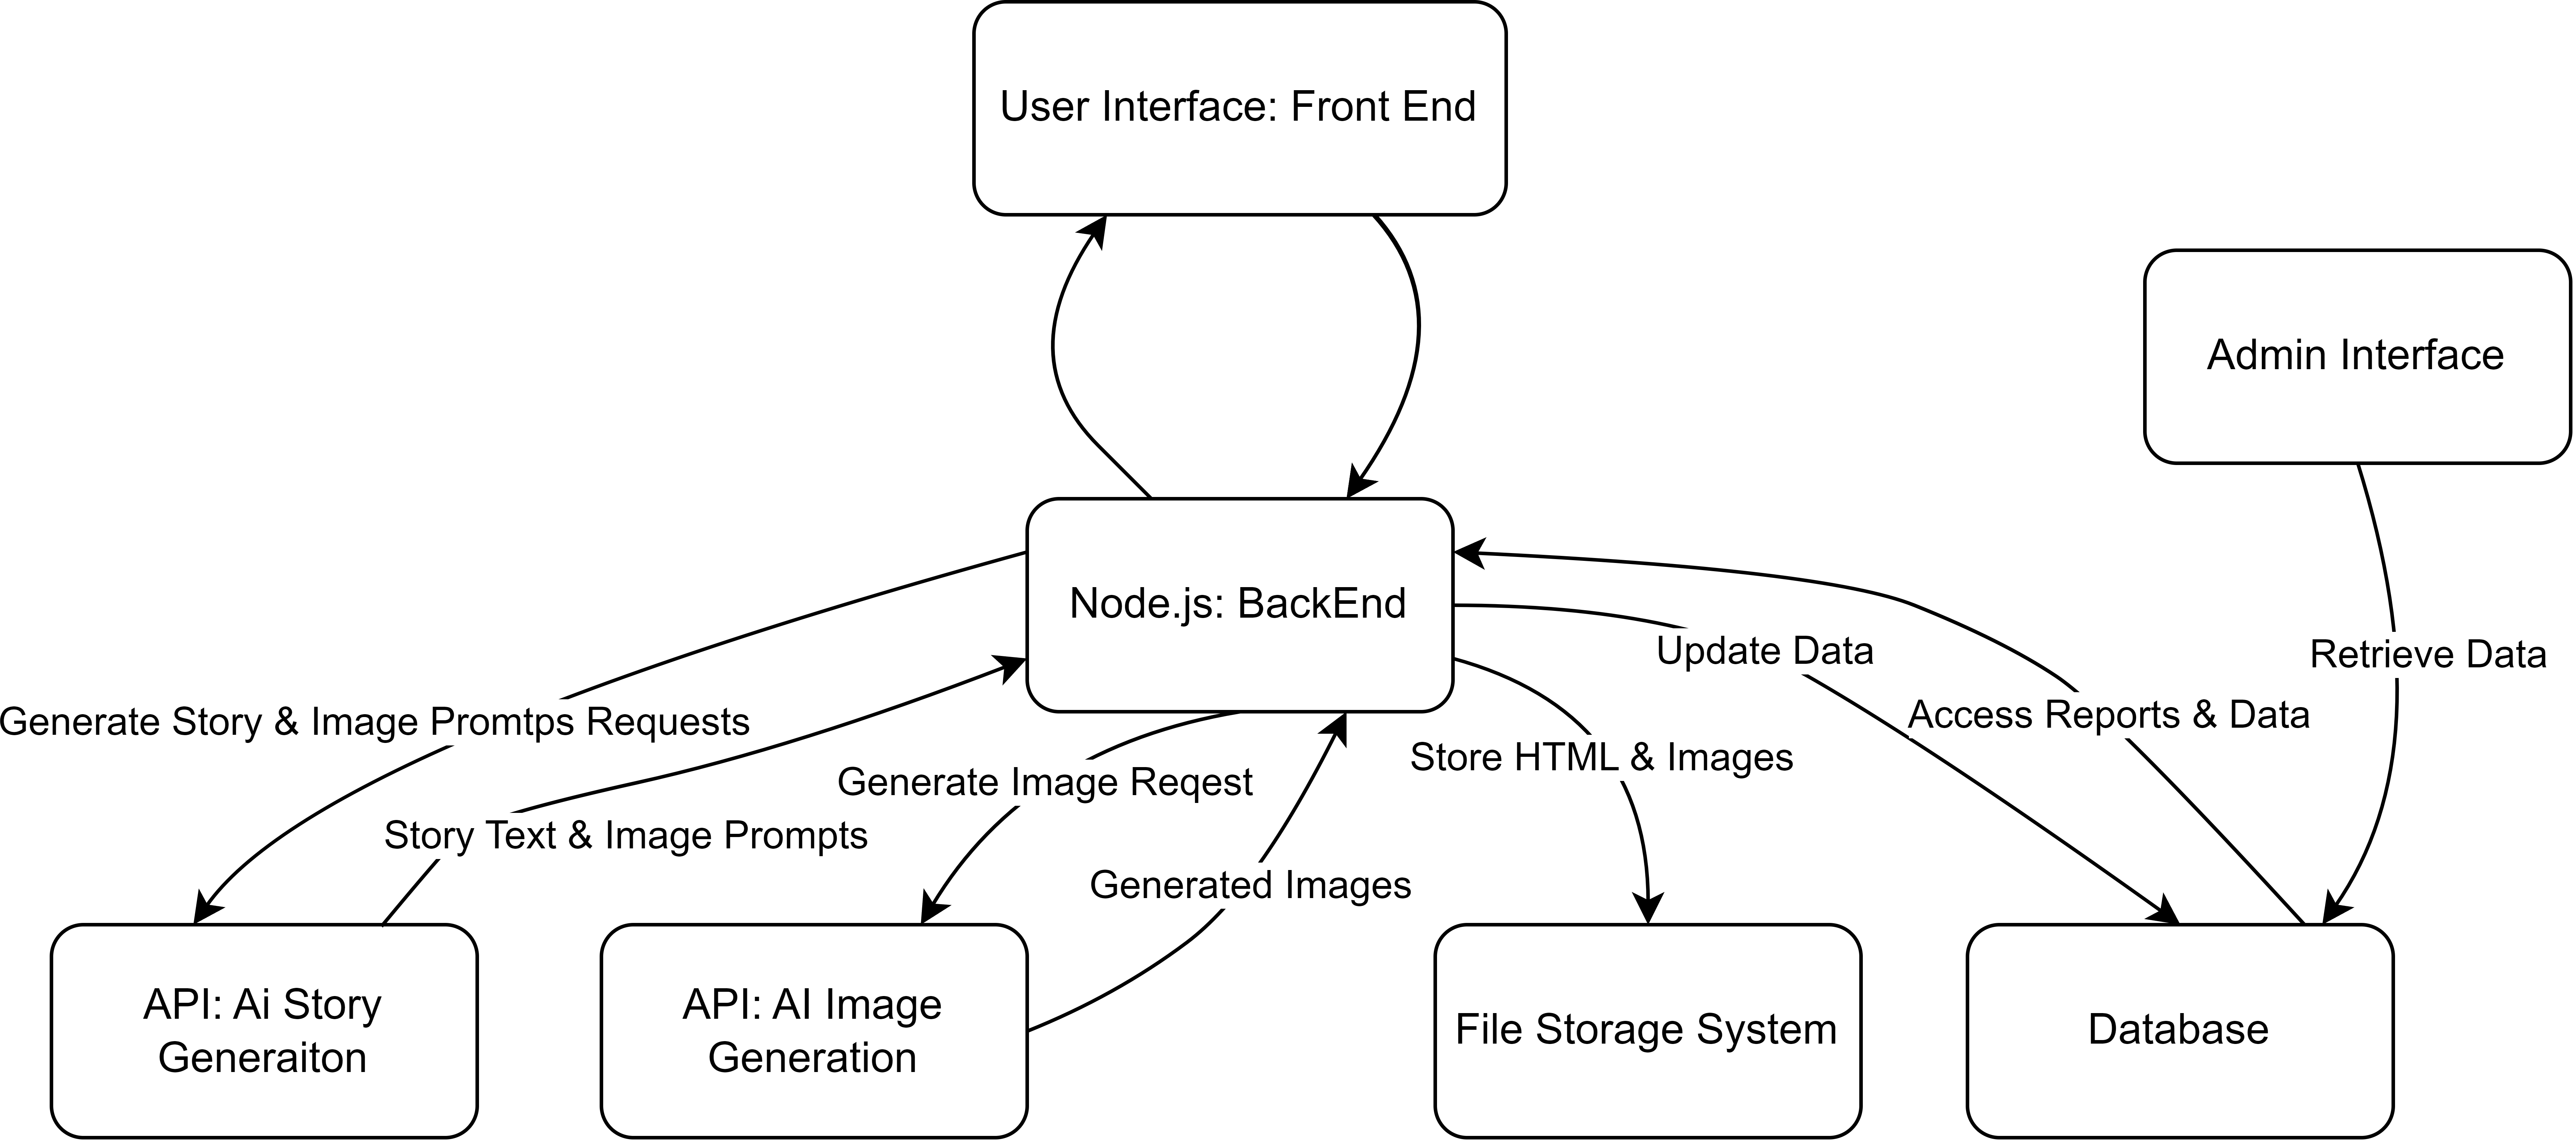 User Interface: Front End
Admin Interface
Node.js: BackEnd
Update Data
Retrieve Data
Generate Story & Image Promtps Requests
Access Reports & Data
Store HTML & Images
Generate Image Reqest
Story Text & Image Prompts
Generated Images
API: Ai Story
Generaiton
API: AI Image
Generation
File Storage System
Database